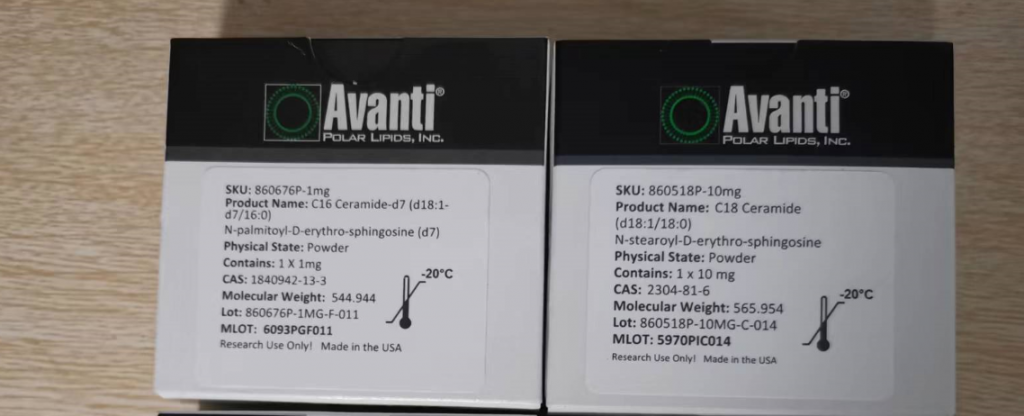 Avanti®
POLAR LIPIDS, INC.
SKU: 860676P-1mg
Product Name: C16 Ceramide-d7 (d18:1-
d7/16:0)
N-palmitoyl-D-erythro-sphingosine (d7)
Physical State: Powder
Contains: 1 X 1mg
CAS: 1840942-13-3
Molecular Weight: 544.944
Lot: 860676P-1MG-F-011
MLOT: 6093PGF011
Research Use Only! Made in the USA
-20°C
Avanti®
POLAR LIPIDS, INC.
SKU: 860518P-10mg
Product Name: C18 Ceramide
(d18:1/18:0)
N-stearoyl-D-erythro-sphingosine
Physical State: Powder
Contains: 1 x 10 mg
CAS: 2304-81-6
Molecular Weight: 565.954
Lot: 860518P-10MG-C-014
MLOT: 5970PIC014
Research Use Only! Made in the USA
-20°C